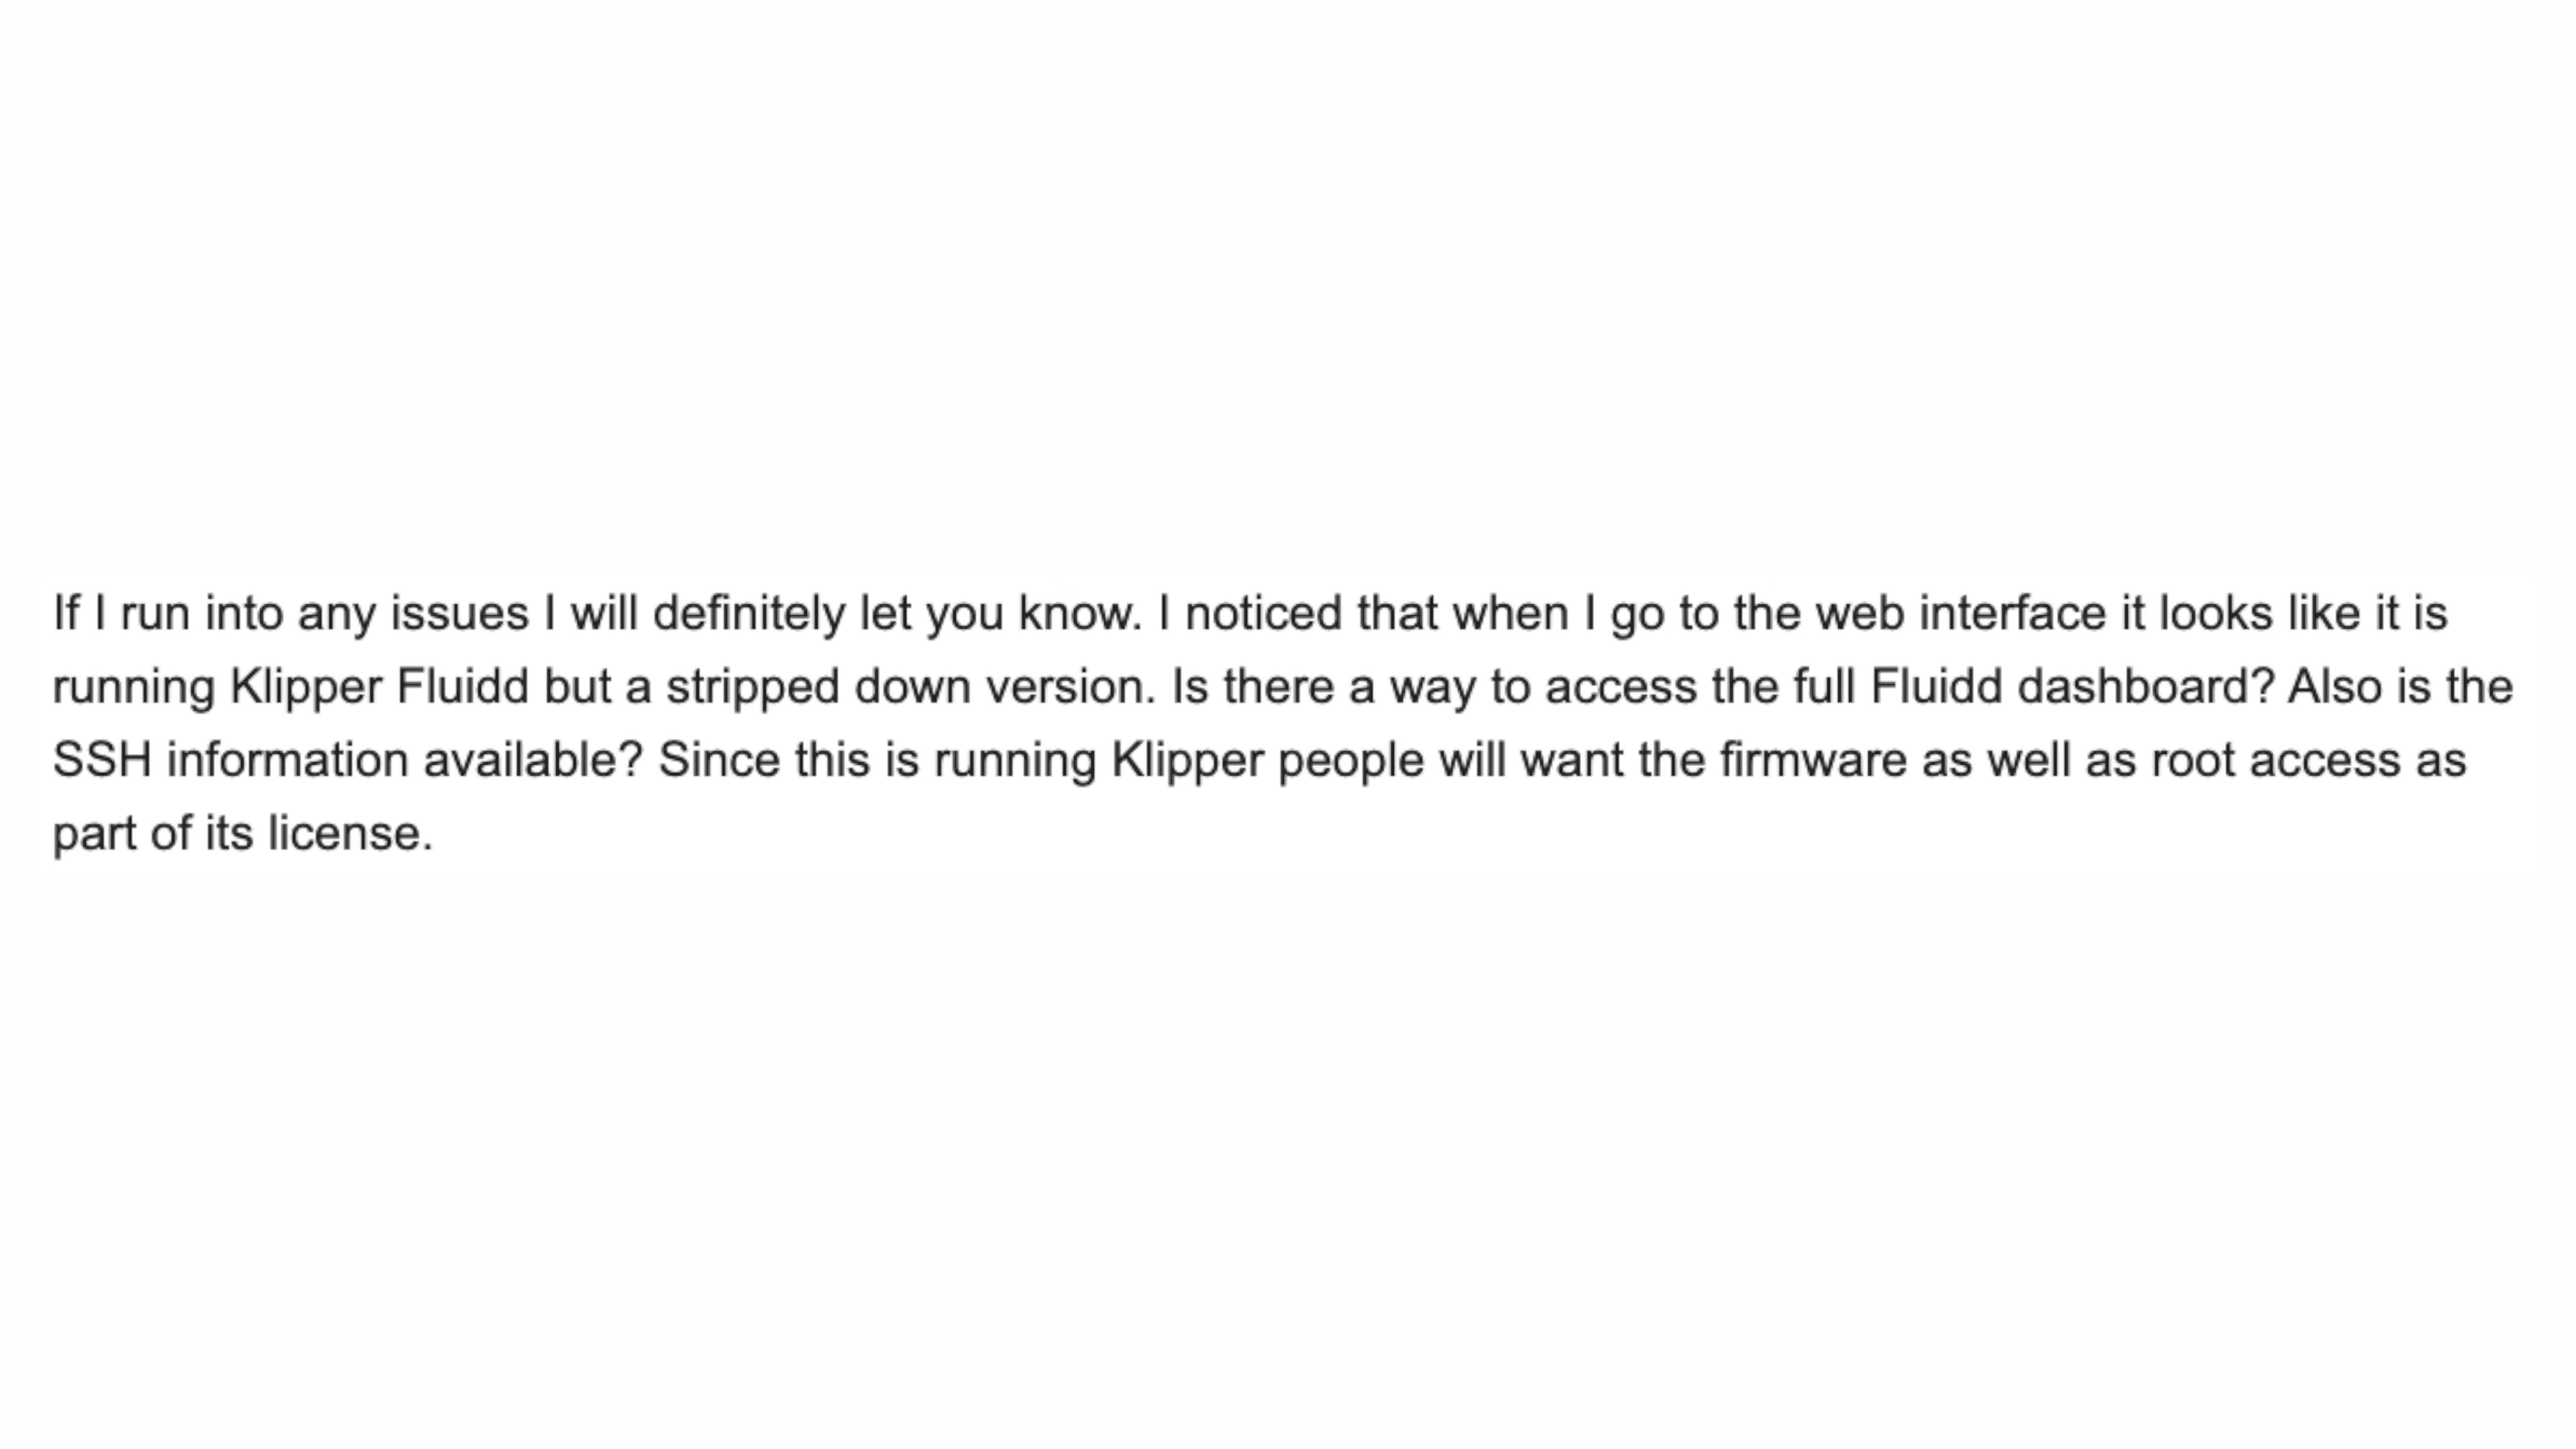 If I run into any issues I will definitely let you know. I noticed that when I go to the web interface it looks like it is
running Klipper Fluidd but a stripped down version. Is there a way to access the full Fluidd dashboard? Also is the
SSH information available? Since this is running Klipper people will want the firmware as well as root access as
part of its license.